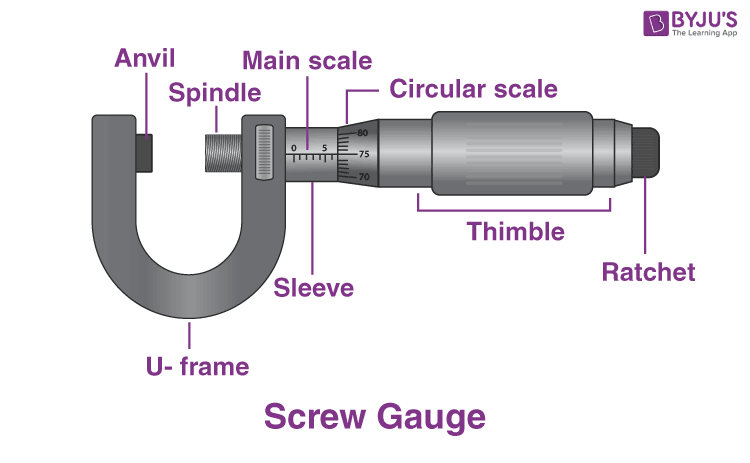 BYJU'S
The Learning App
Anvil
Main scale
Spindle
Circular scale
0 5
80
75
70
Thimble
Ratchet
Sleeve
U- frame
Screw Gauge